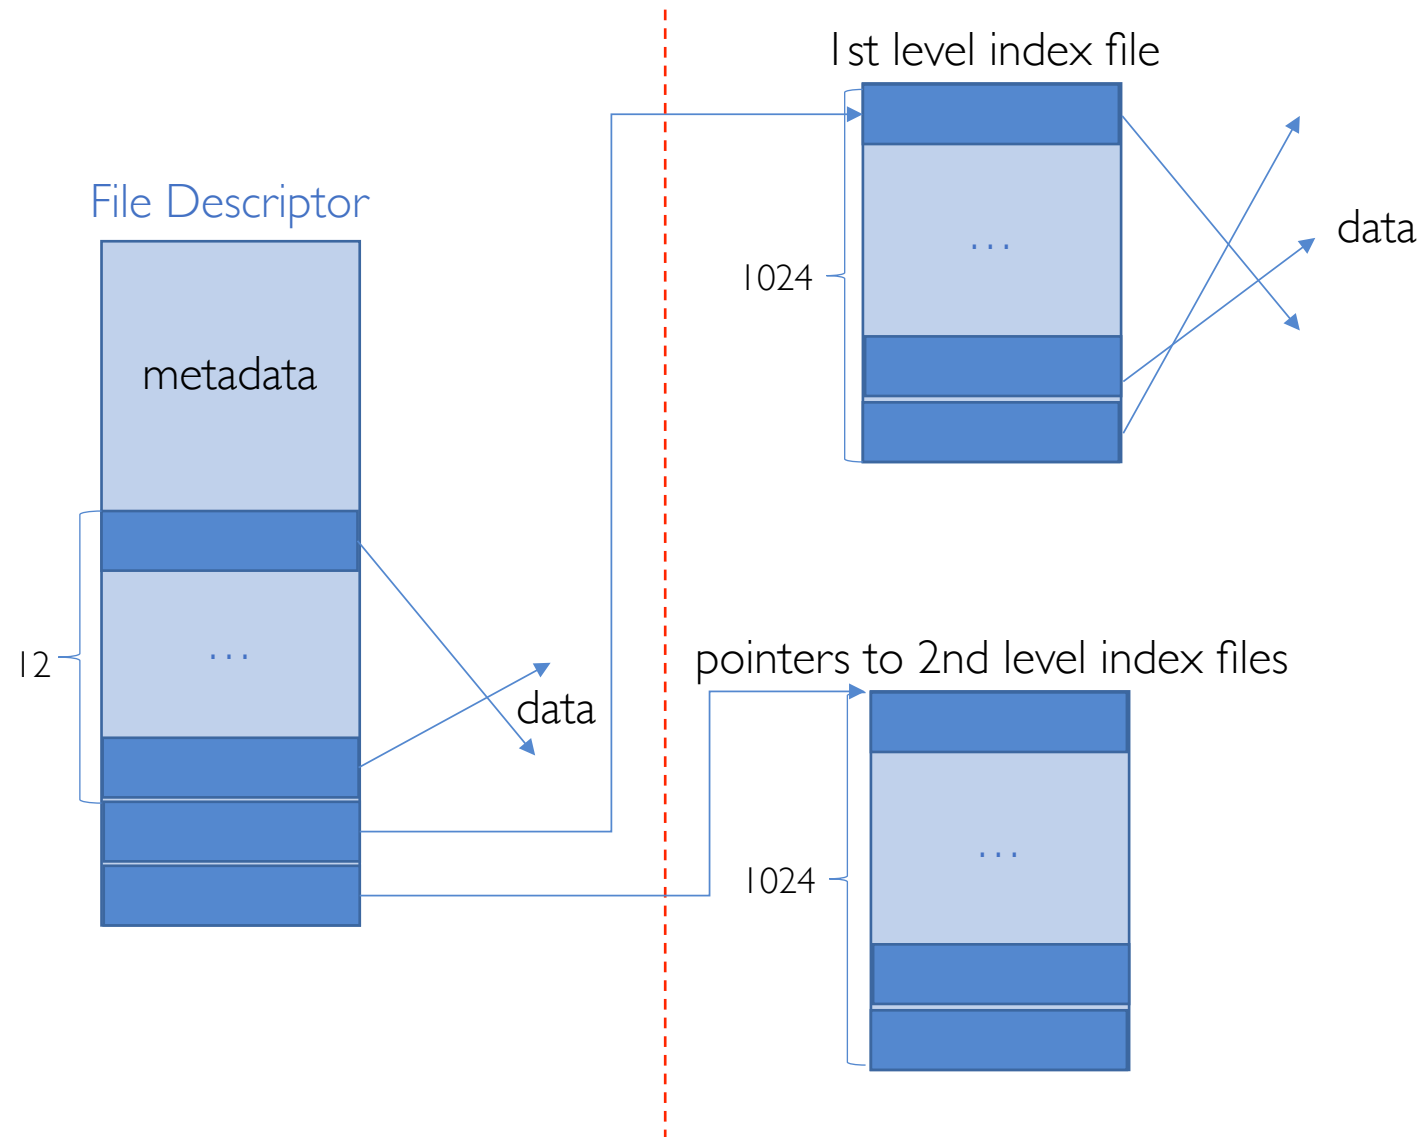 File Descriptor
metadata
12
...
data
1st level index file
1024
...
data
pointers to 2nd level index files
1024
...